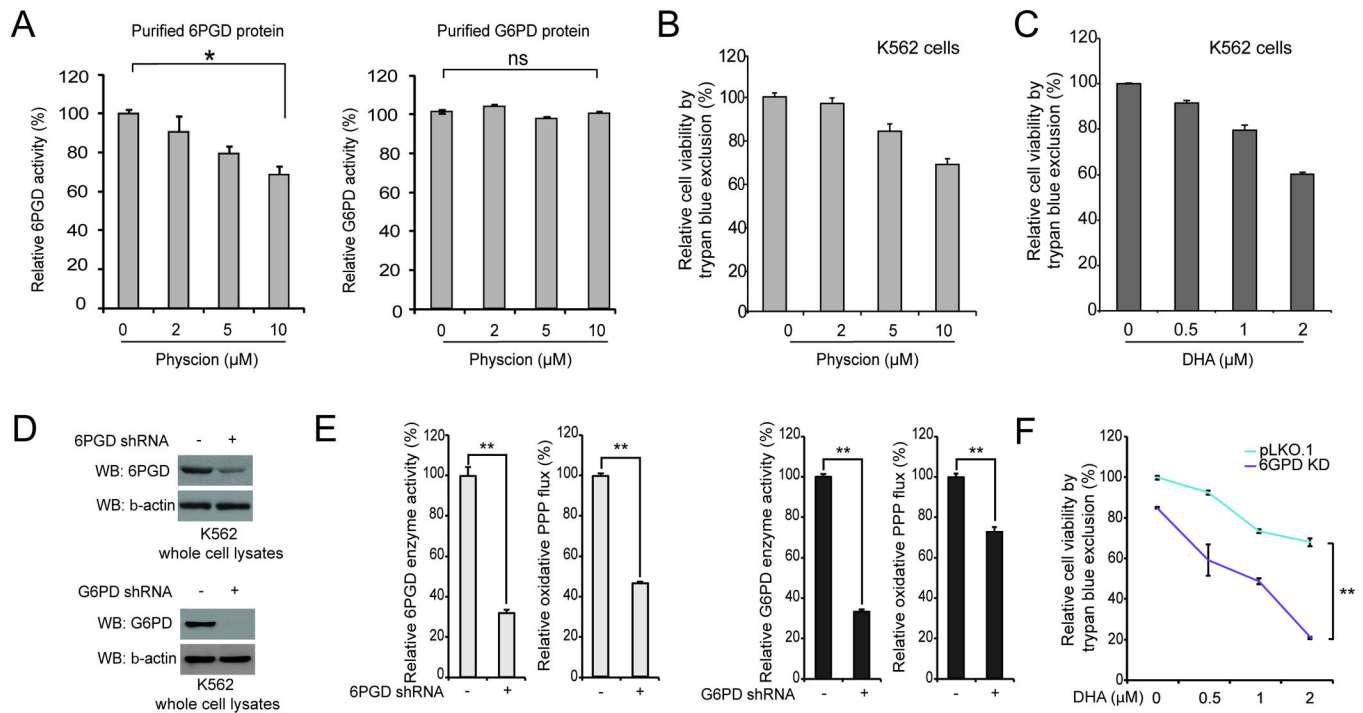 A
Purified 6PGD protein
*
Relative 6PGD activity (%)
120
100
80
60
40
20
0
0 2 5 10
Physcion (µM)
Purified G6PD protein
ns
Relative G6PD activity (%)
120
100
80
60
40
20
0
0 2 5 10
Physcion (µM)
B
K562 cells
Relative cell viability by
trypan blue exclusion (%)
120
100
80
60
40
20
0
0 2 5 10
Physcion (µM)
C
K562 cells
Relative cell viability by
trypan blue exclusion (%)
120
100
80
60
40
20
0
0 0.5 1 2
DHA (µM)
D
6PGD shRNA - +
WB: 6PGD
WB: b-actin
K562
whole cell lysates
G6PD shRNA - +
WB: G6PD
WB: b-actin
K562
whole cell lysates
E
Relative 6PGD enzyme activity (%)
120
100
80
60
40
20
0
**
Relative oxidative PPP flux (%)
120
100
80
60
40
20
0
**
6PGD shRNA - + - +
Relative G6PD enzyme activity (%)
120
100
80
60
40
20
0
**
Relative oxidative PPP flux (%)
120
100
80
60
40
20
0
**
G6PD shRNA - + - +
F
pLKO.1
6GPD KD
Relative cell viability by
trypan blue exclusion (%)
120
100
80
60
40
20
0
**
DHA (µM) 0 0.5 1 2